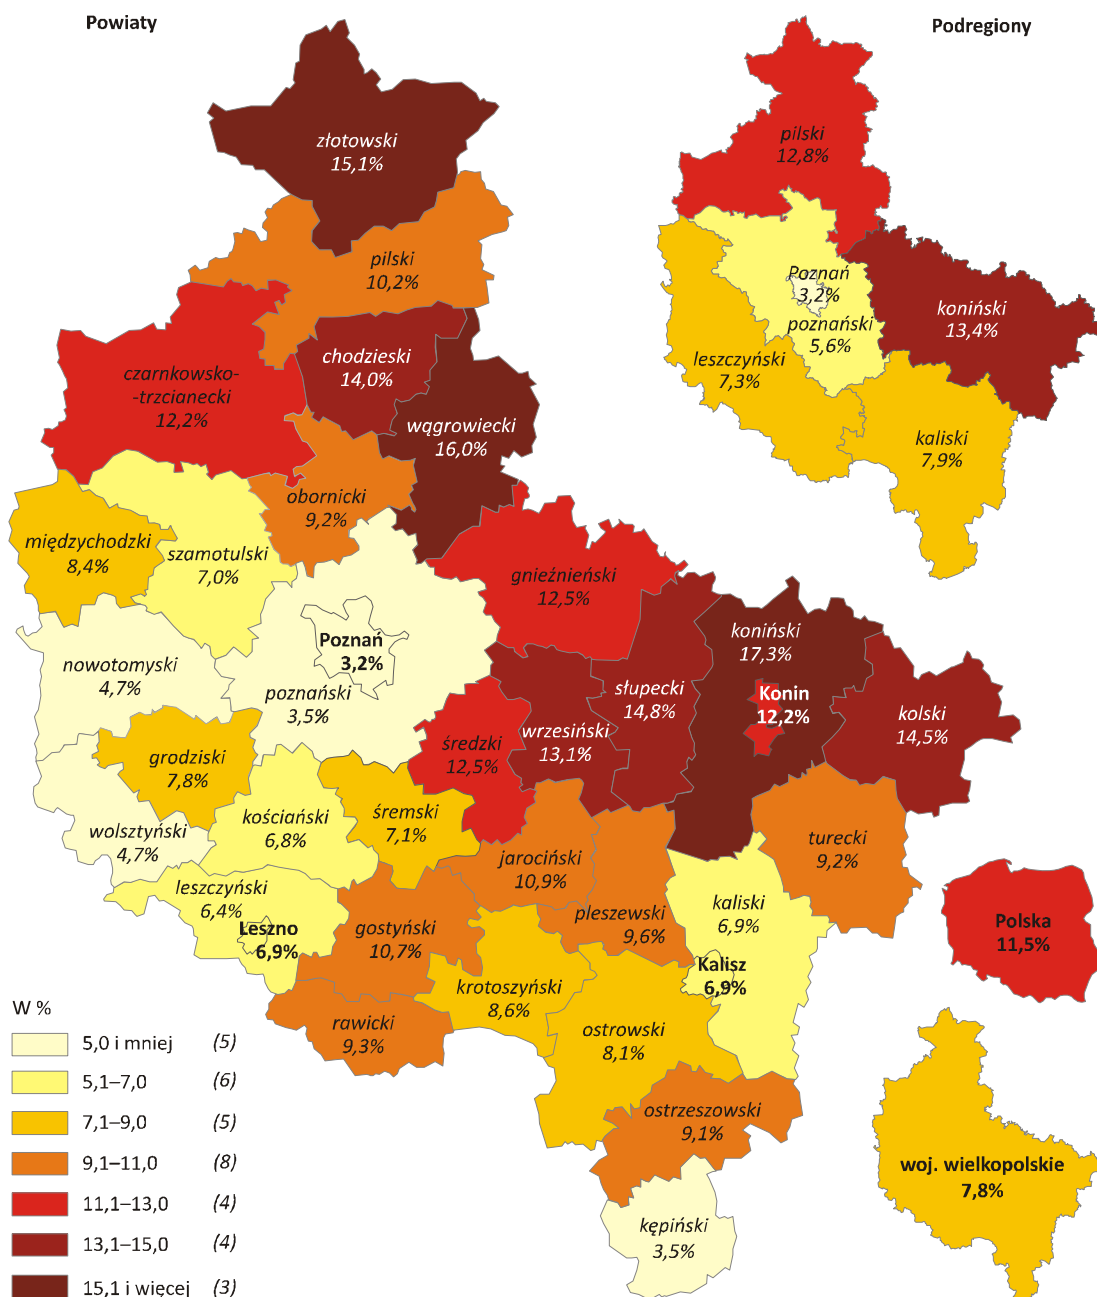 Powiaty
Podregiony
złotowski
15,1%
pilski
10,2%
chodzieski
14,0%
czarnkowsko-
-trzcianecki
12,2%
wągrowiecki
16,0%
obornicki
9,2%
międzychodzki
8,4%
szamotulski
7,0%
gnieźnieński
12,5%
Poznań
3,2%
poznański
3,5%
nowotomyski
4,7%
koniński
17,3%
Konin
12,2%
słupecki
14,8%
kolski
14,5%
wrzesiński
13,1%
średzki
12,5%
grodziski
7,8%
wolsztyński
4,7%
kościański
6,8%
śremski
7,1%
jarociński
10,9%
turecki
9,2%
leszczyński
6,4%
Leszno
6,9%
gostyński
10,7%
pleszewski
9,6%
kaliski
6,9%
Kalisz
6,9%
krotoszyński
8,6%
rawicki
9,3%
ostrowski
8,1%
ostrzeszowski
9,1%
kępiński
3,5%
pilski
12,8%
Poznań
3,2%
poznański
5,6%
koniński
13,4%
leszczyński
7,3%
kaliski
7,9%
Polska
11,5%
woj. wielkopolskie
7,8%
W %
5,0 i mniej (5)
5,1–7,0 (6)
7,1–9,0 (5)
9,1–11,0 (8)
11,1–13,0 (4)
13,1–15,0 (4)
15,1 i więcej (3)